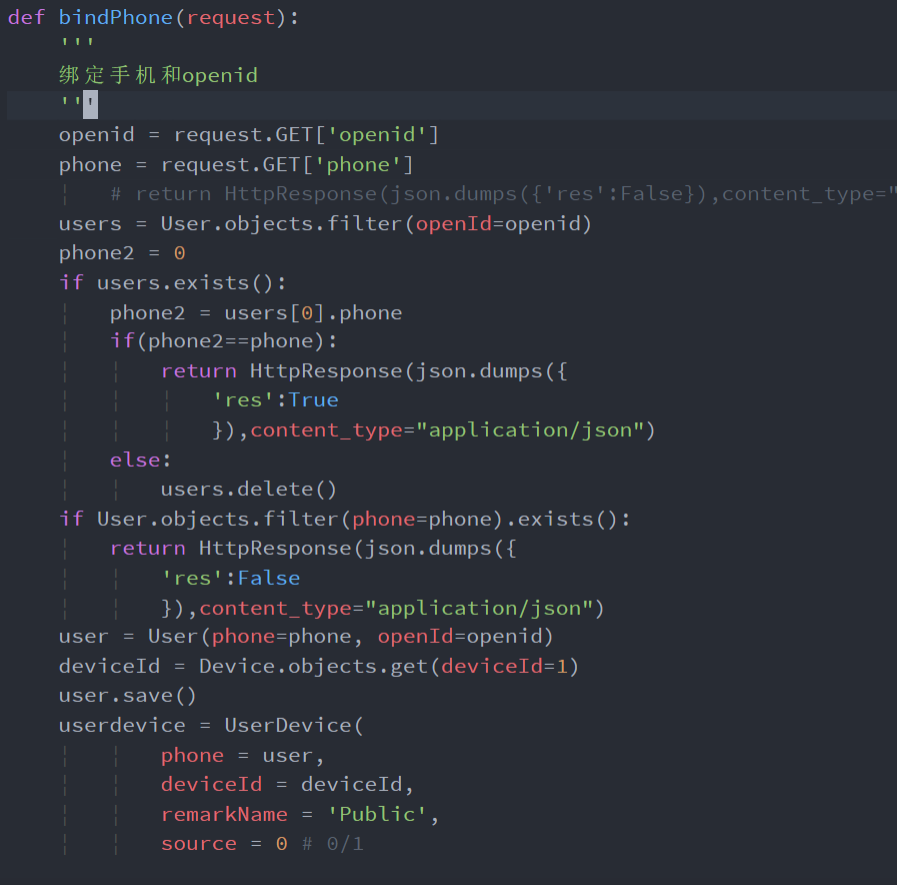 def bindPhone(request):
    '''
    绑定手机和openid
    '''
    openid = request.GET['openid']
    phone = request.GET['phone']
        # return HttpResponse(json.dumps({'res':False}),content_type="
    users = User.objects.filter(openId=openid)
    phone2 = 0
    if users.exists():
        phone2 = users[0].phone
        if(phone2==phone):
            return HttpResponse(json.dumps({
                'res':True
                }),content_type="application/json")
        else:
            users.delete()
    if User.objects.filter(phone=phone).exists():
        return HttpResponse(json.dumps({
            'res':False
            }),content_type="application/json")
    user = User(phone=phone, openId=openid)
    deviceId = Device.objects.get(deviceId=1)
    user.save()
    userdevice = UserDevice(
            phone = user,
            deviceId = deviceId,
            remarkName = 'Public',
            source = 0 # 0/1